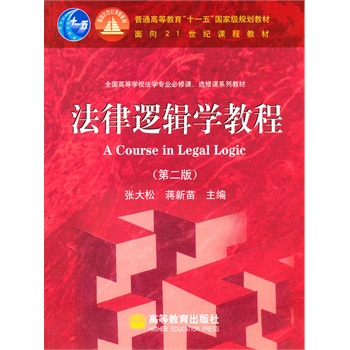 普通高等教育“十一五”国家级规划教材
面向21世纪课程教材
全国高等学校法学专业必修课、选修课系列教材
法律逻辑学教程
A Course in Legal Logic
(第二版)
张大松 蒋新苗 主编
高等教育出版社
HIGHER EDUCATION PRESS